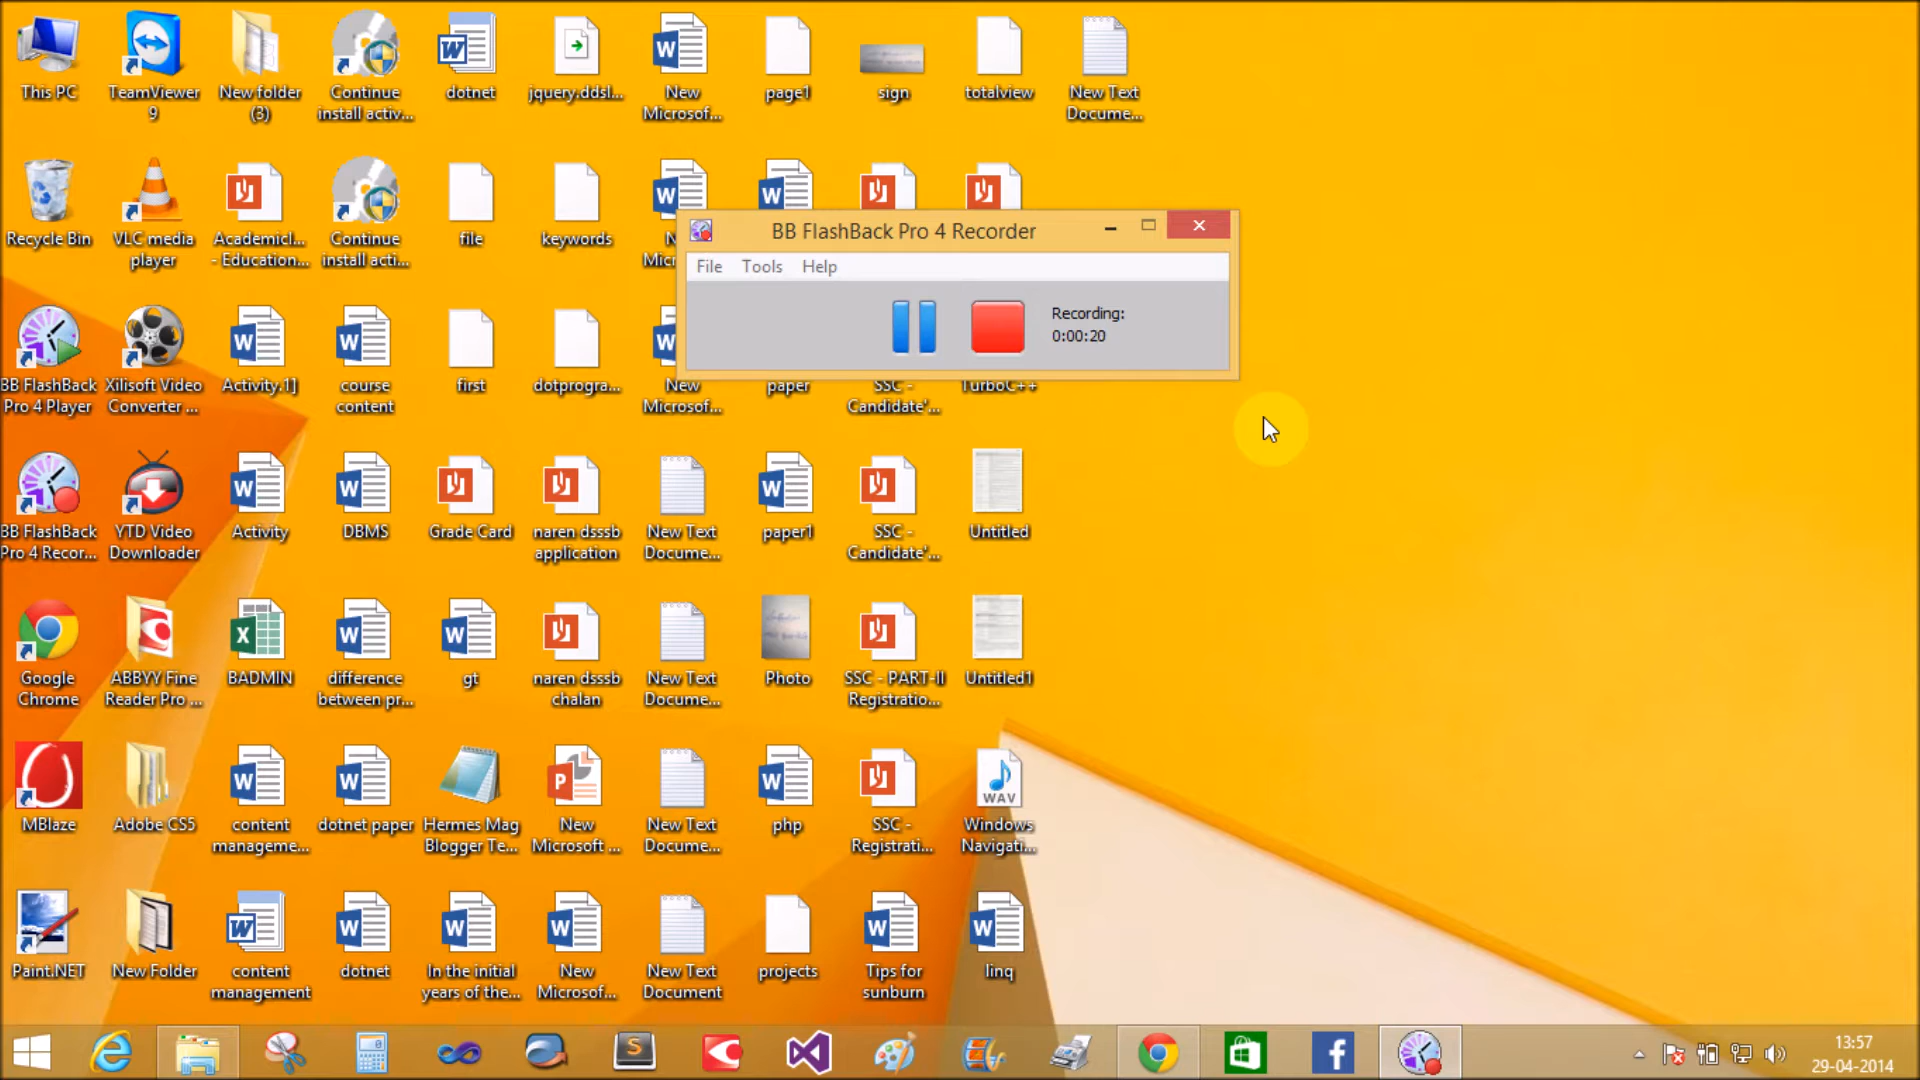 This PC
TeamViewer
9
New folder
(3)
Continue
install activ...
dotnet
jquery.ddsl...
New
Microsof...
page1
sign
totalview
New Text
Docume...
Recycle Bin
VLC media
player
Academicl...
- Education...
Continue
install acti...
file
keywords
BB FlashBack Pro 4 Recorder
File
Tools
Help
Recording:
0:00:20
BB FlashBack
Pro 4 Player
Xilisoft Video
Converter ...
Activity.1]
course
content
first
dotprogra...
New
Microsof...
paper
SSC -
Candidate'...
TurboC++
BB FlashBack
Pro 4 Recor...
YTD Video
Downloader
Activity
DBMS
Grade Card
naren dsssb
application
New Text
Docume...
paper1
SSC -
Candidate'...
Untitled
Google
Chrome
ABBYY Fine
Reader Pro ...
BADMIN
difference
between pr...
gt
naren dsssb
chalan
New Text
Docume...
Photo
SSC - PART-II
Registratio...
Untitled1
MBlaze
Adobe CS5
content
manageme...
dotnet paper
Hermes Mag
Blogger Te...
New
Microsoft ...
New Text
Docume...
php
SSC -
Registrati...
WAV
Windows
Navigati...
Paint.NET
New Folder
content
management
dotnet
In the initial
years of the...
New
Microsof...
New Text
Document
projects
Tips for
sunburn
linq
13:57
29-04-2014